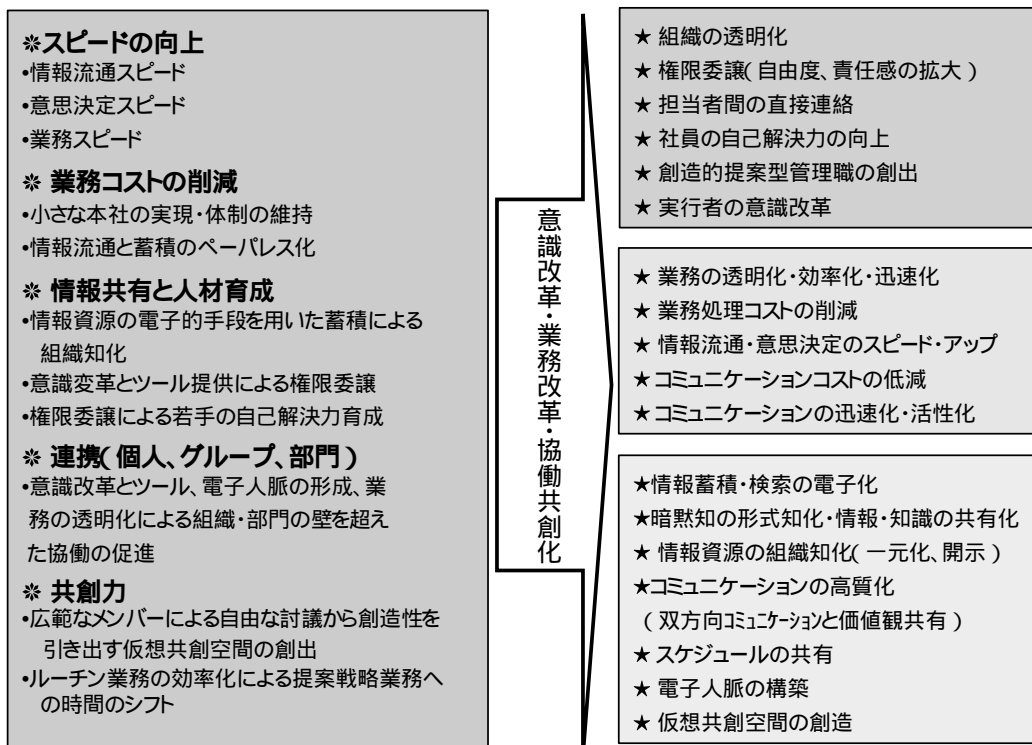 ❊スピードの向上
・情報流通スピード
・意思決定スピード
・業務スピード
❊ 業務コストの削減
・小さな本社の実現・体制の維持
・情報流通と蓄積のペーパレス化
❊ 情報共有と人材育成
・情報資源の電子的手段を用いた蓄積による
組織知化
・意識変革とツール提供による権限委譲
・権限委譲による若手の自己解決力育成
❊ 連携(個人、グループ、部門)
・意識改革とツール、電子人脈の形成、業
務の透明化による組織・部門の壁を超え
た協働の促進
❊ 共創力
・広範なメンバーによる自由な討議から創造性を
引き出す仮想共創空間の創出
・ルーチン業務の効率化による提案戦略業務へ
の時間のシフト
意識改革・業務改革・協働共創化
★ 組織の透明化
★ 権限委譲(自由度、責任感の拡大)
★ 担当者間の直接連絡
★ 社員の自己解決力の向上
★ 創造的提案型管理職の創出
★ 実行者の意識改革
★ 業務の透明化・効率化・迅速化
★ 業務処理コストの削減
★ 情報流通・意思決定のスピード・アップ
★ コミュニケーションコストの低減
★ コミュニケーションの迅速化・活性化
★情報蓄積・検索の電子化
★暗黙知の形式知化・情報・知識の共有化
★ 情報資源の組織知化(一元化、開示)
★コミュニケーションの高質化
(双方向コミュニケーションと価値観共有)
★ スケジュールの共有
★ 電子人脈の構築
★ 仮想共創空間の創造